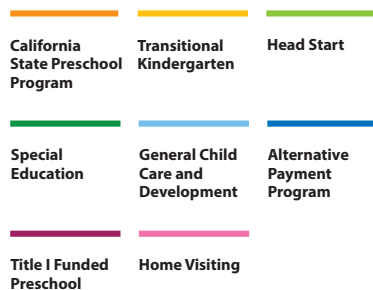 California
State Preschool
Program
Transitional
Kindergarten
Head Start
Special
Education
General Child
Care and
Development
Alternative
Payment
Program
Title I Funded
Preschool
Home Visiting